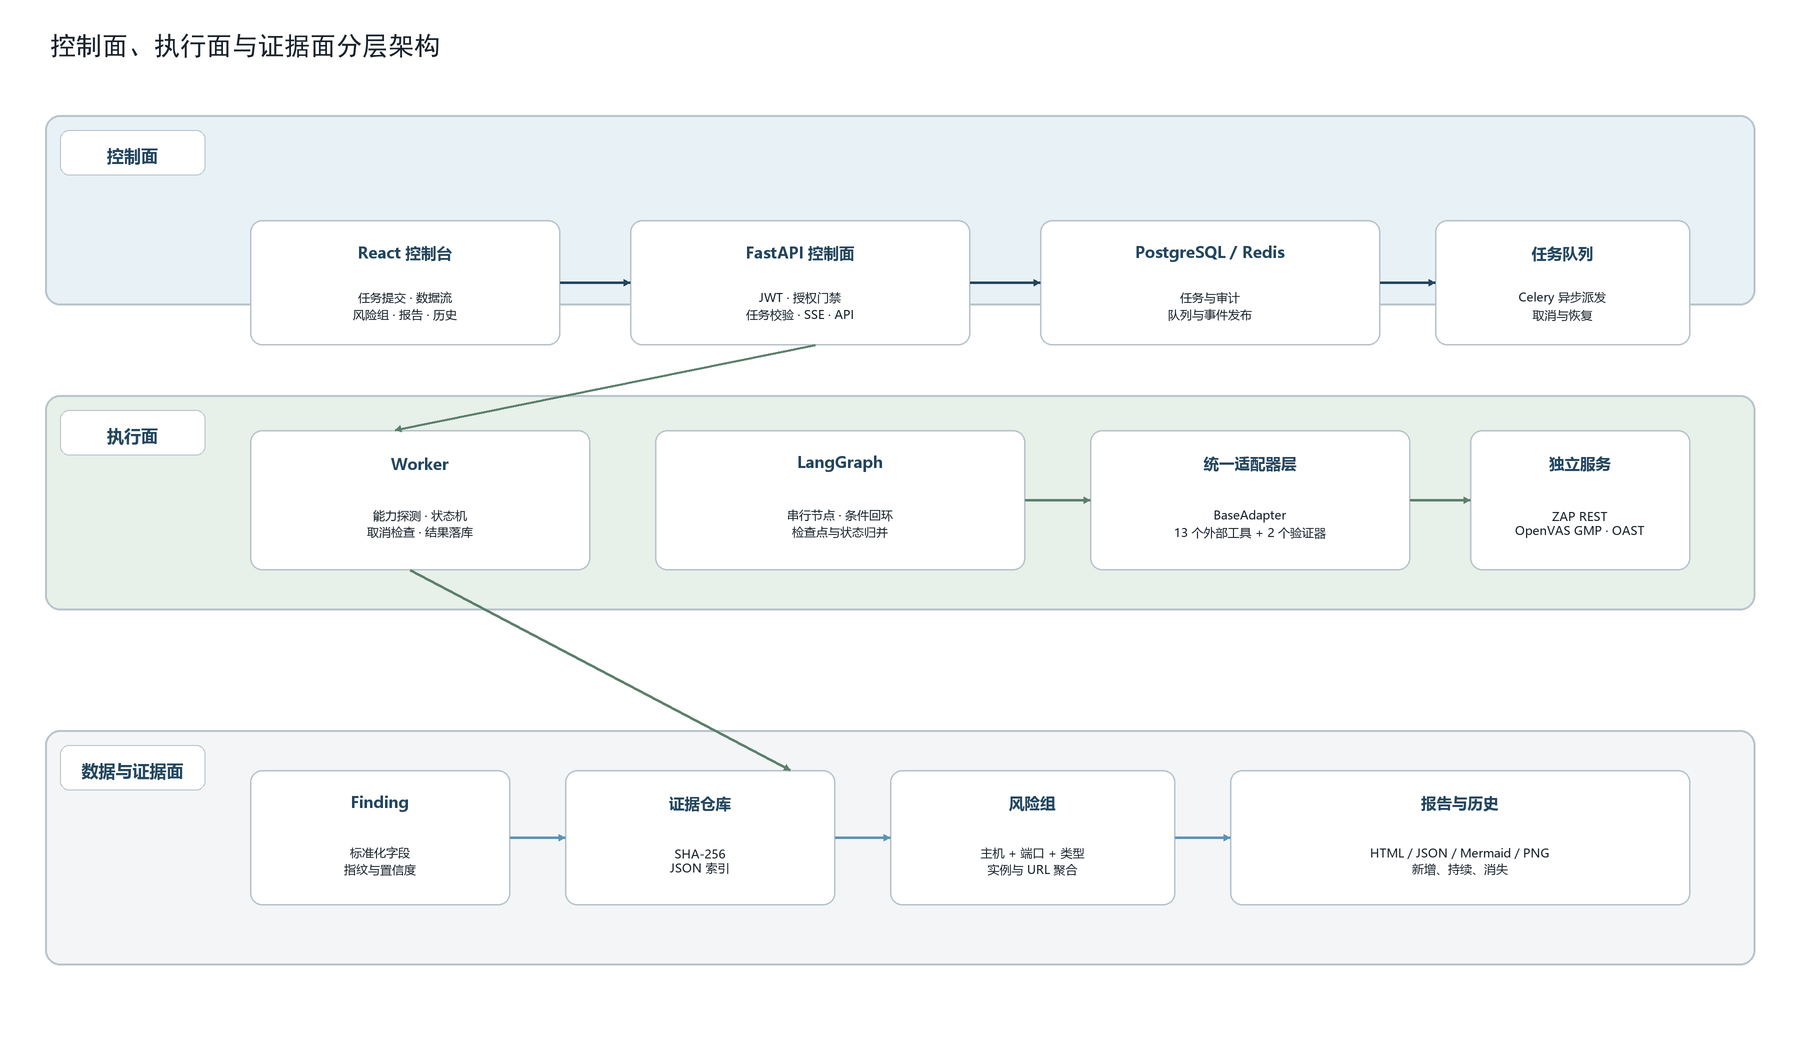 控制面、执行面与证据面分层架构
控制面
React 控制台
任务提交 · 数据流
风险组 · 报告 · 历史
FastAPI 控制面
JWT · 授权门禁
任务校验 · SSE · API
PostgreSQL / Redis
任务与审计
队列与事件发布
任务队列
Celery 异步派发
取消与恢复
执行面
Worker
能力探测 · 状态机
取消检查 · 结果落库
LangGraph
串行节点 · 条件回环
检查点与状态归并
统一适配器层
BaseAdapter
13 个外部工具 + 2 个验证器
独立服务
ZAP REST
OpenVAS GMP · OAST
数据与证据面
Finding
标准化字段
指纹与置信度
证据仓库
SHA-256
JSON 索引
风险组
主机 + 端口 + 类型
实例与 URL 聚合
报告与历史
HTML / JSON / Mermaid / PNG
新增、持续、消失